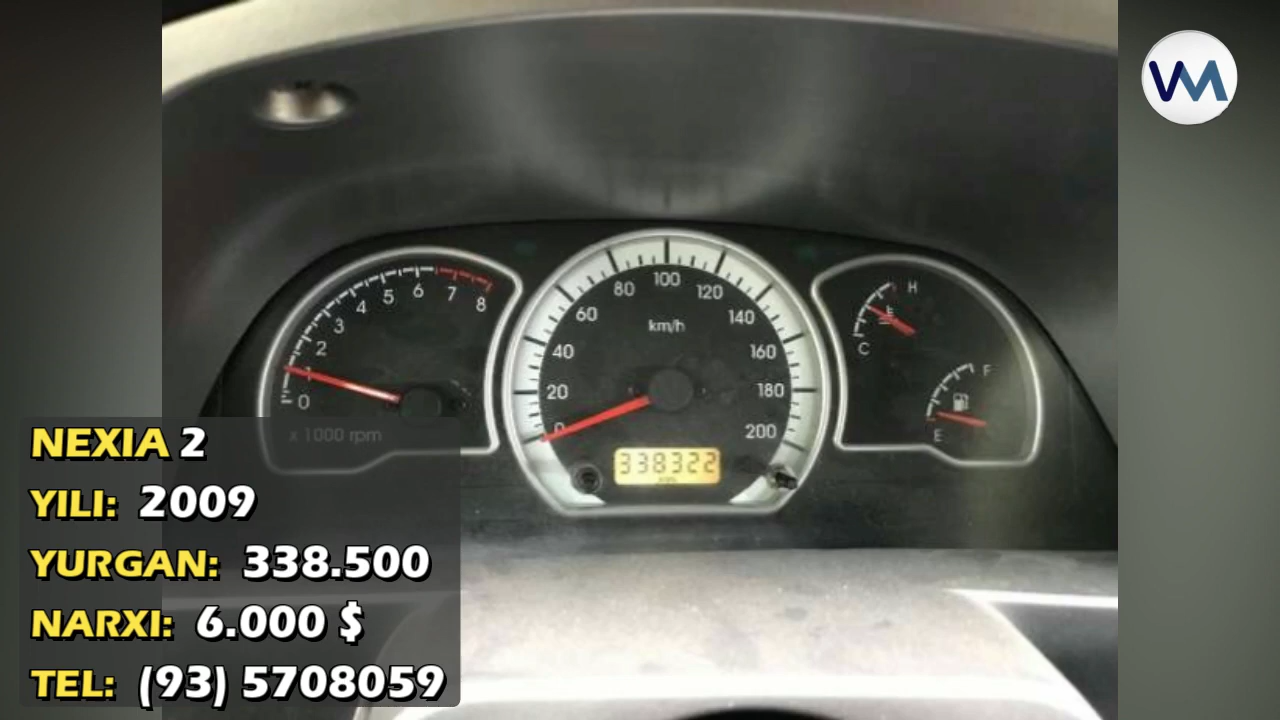 VM
0
1
2
3
4
5
6
7
8
x 1000 rpm
0
20
40
60
80
100
120
140
160
180
200
km/h
338322
H
C
F
E
NEXIA 2
YILI: 2009
YURGAN: 338.500
NARXI: 6.000 $
TEL: (93) 5708059